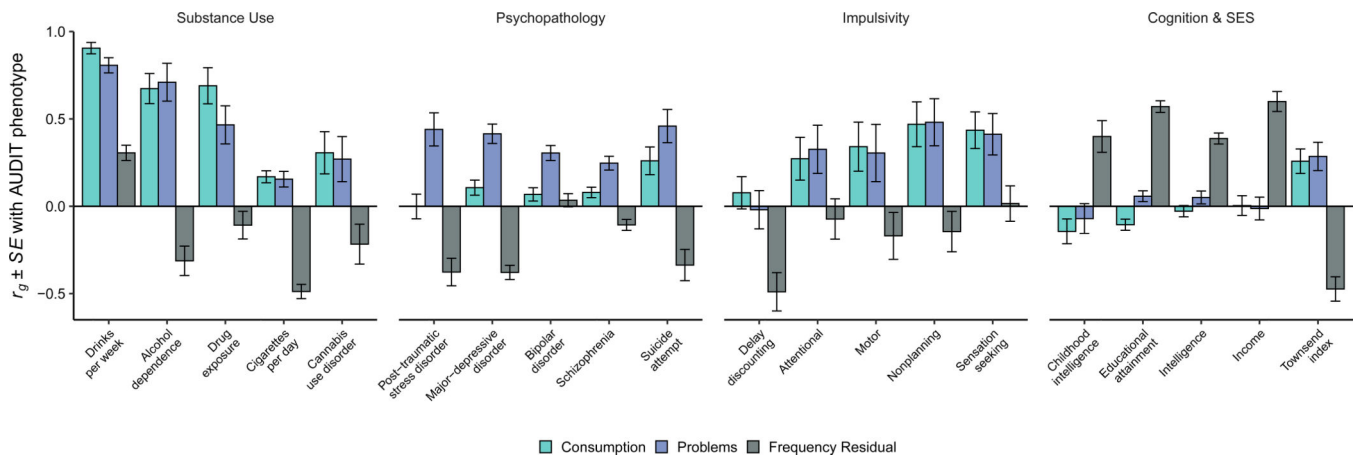 Substance Use
Psychopathology
Impulsivity
Cognition & SES
r_g ± SE with AUDIT phenotype
1.0
0.5
0.0
−0.5
Drinks
per week
Alcohol
dependence
Drug
exposure
Cigarettes
per day
Cannabis
use disorder
Post−traumatic
stress disorder
Major−depressive
disorder
Bipolar
disorder
Schizophrenia
Suicide
attempt
Delay
discounting
Attentional
Motor
Nonplanning
Sensation
seeking
Childhood
intelligence
Educational
attainment
Intelligence
Income
Townsend
index
Consumption Problems Frequency Residual